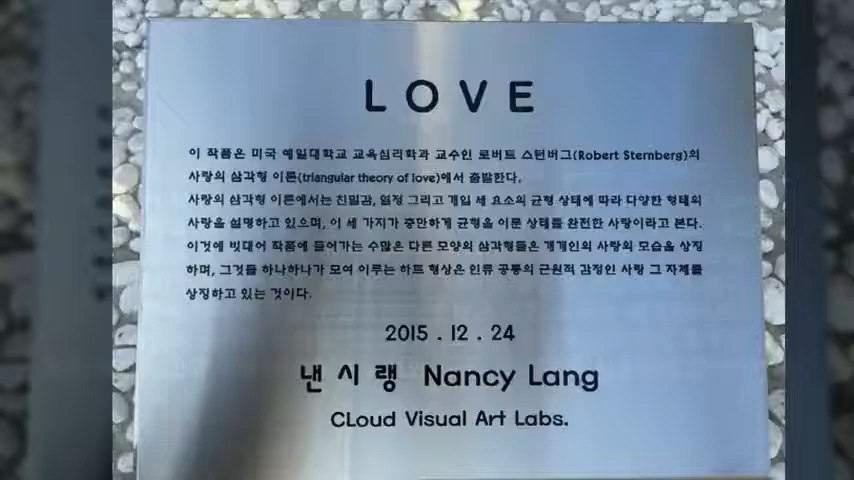 LOVE
이 작품은 미국 예일대학교 교육심리학과 교수인 로버트 스턴버그(Robert Sternberg)의
사랑의 삼각형 이론(triangular theory of love)에서 출발한다.
사랑의 삼각형 이론에서는 친밀감, 열정 그리고 개입 세 요소의 균형 상태에 따라 다양한 형태의
사랑을 설명하고 있으며, 이 세 가지가 충만하게 균형을 이룬 상태를 완전한 사랑이라고 본다.
이것에 빗대어 작품에 들어가는 수많은 다른 모양의 삼각형들은 개개인의 사랑의 모습을 상징
하며, 그것들 하나하나가 모여 이루는 하트 형상은 인류 공통의 근원적 감정인 사랑 그 자체를
상징하고 있는 것이다.
2015 . 12 . 24
낸시랭 Nancy Lang
CLoud Visual Art Labs.